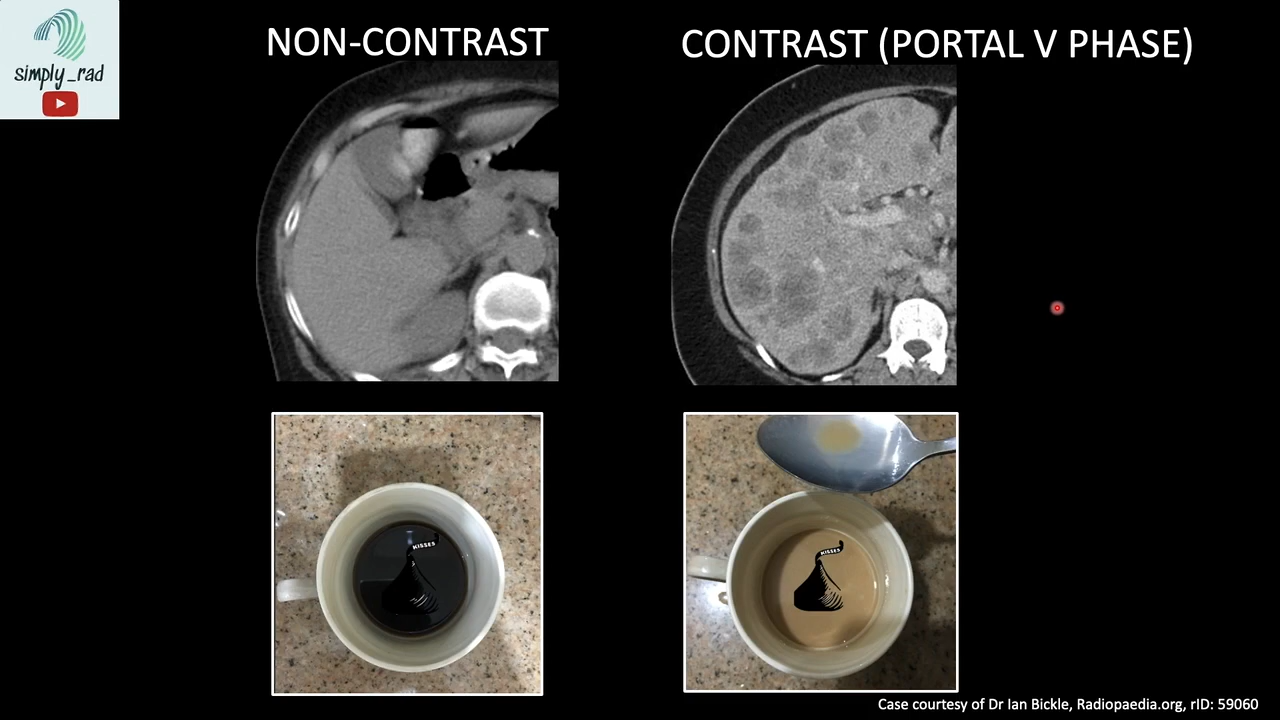 simply_rad
NON-CONTRAST
CONTRAST (PORTAL V PHASE)
KISSES
KISSES
Case courtesy of Dr Ian Bickle, Radiopaedia.org, rID: 59060